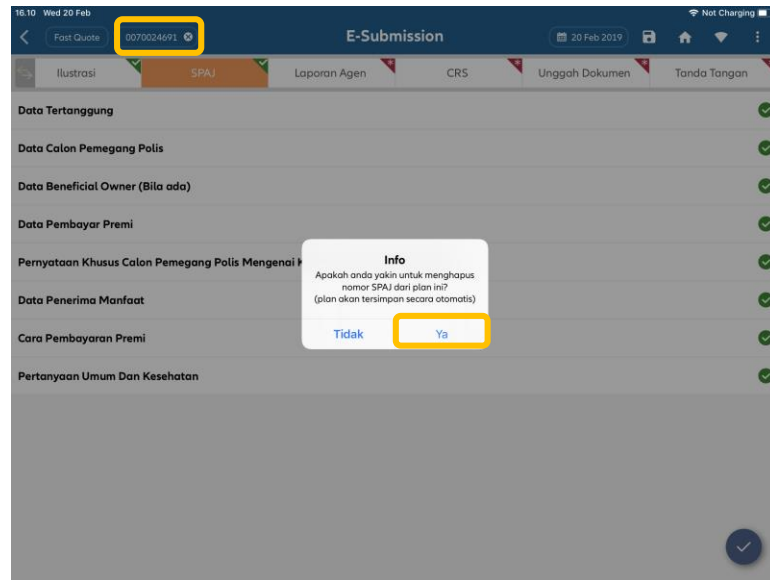 16.10 Wed 20 Feb
Not Charging
Fast Quote
0070024691
E-Submission
20 Feb 2019
Ilustrasi
SPAJ
Laporan Agen
CRS
Unggah Dokumen
Tanda Tangan
Data Tertanggung
Data Calon Pemegang Polis
Data Beneficial Owner (Bila ada)
Data Pembayar Premi
Pernyataan Khusus Calon Pemegang Polis Mengenai
Data Penerima Manfaat
Cara Pembayaran Premi
Pertanyaan Umum Dan Kesehatan
Info
Apakah anda yakin untuk menghapus
nomor SPAJ dari plan ini?
(plan akan tersimpan secara otomatis)
Tidak
Ya